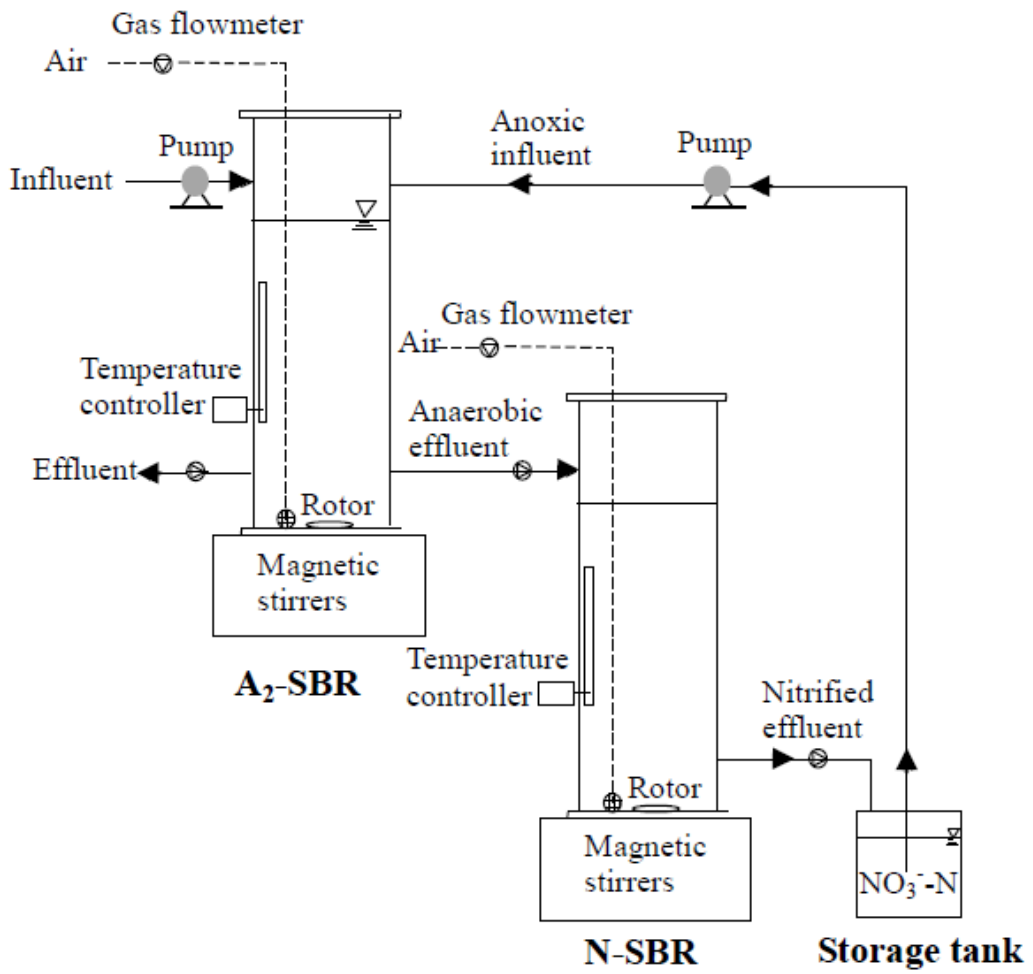 Gas flowmeter
Air
Pump
Influent
Anoxic
influent
Pump
Gas flowmeter
Air
Temperature
controller
Anaerobic
effluent
Effluent
Rotor
Magnetic
stirrers
A₂-SBR
Temperature
controller
Nitrified
effluent
Rotor
Magnetic
stirrers
NO₃⁻-N
N-SBR
Storage tank